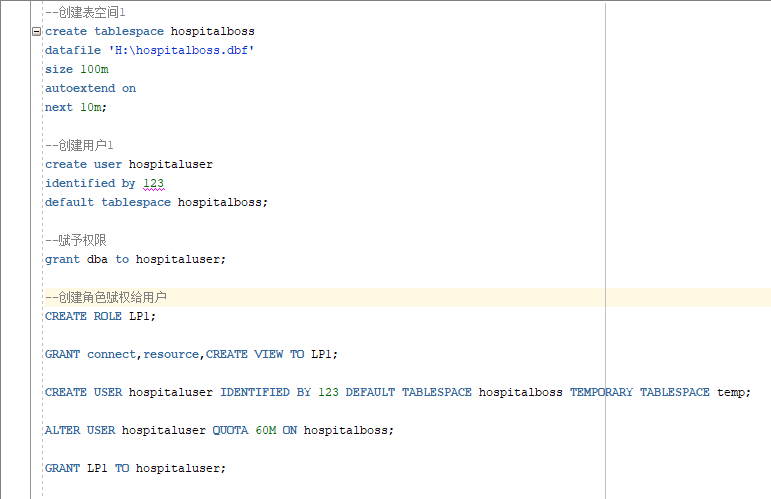 --创建表空间1
create tablespace hospitalboss
datafile 'H:\hospitalboss.dbf'
size 100m
autoextend on
next 10m;
--创建用户1
create user hospitaluser
identified by 123
default tablespace hospitalboss;
--赋予权限
grant dba to hospitaluser;
--创建角色赋权给用户
CREATE ROLE LP1;
GRANT connect,resource,CREATE VIEW TO LP1;
CREATE USER hospitaluser IDENTIFIED BY 123 DEFAULT TABLESPACE hospitalboss TEMPORARY TABLESPACE temp;
ALTER USER hospitaluser QUOTA 60M ON hospitalboss;
GRANT LP1 TO hospitaluser;